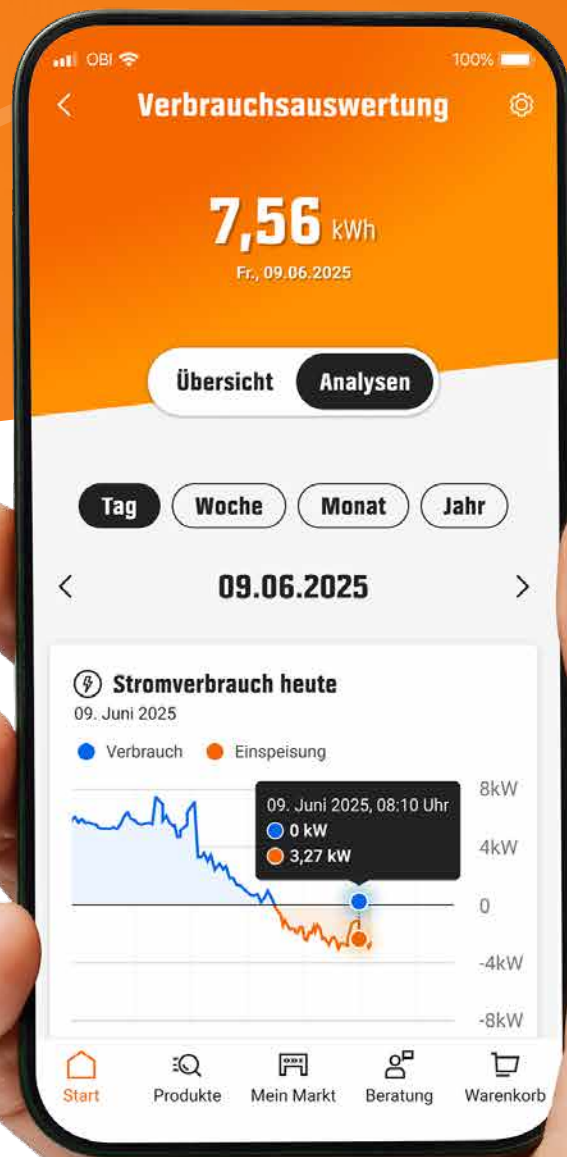 OBI
100%
Verbrauchsauswertung
7,56 kWh
Fr., 09.06.2025
Übersicht Analysen
Tag Woche Monat Jahr
09.06.2025
Stromverbrauch heute
09. Juni 2025
Verbrauch Einspeisung
8kW
09. Juni 2025, 08:10 Uhr
0 kW
3,27 kW
4kW
0
-4kW
-8kW
Start Produkte Mein Markt Beratung Warenkorb